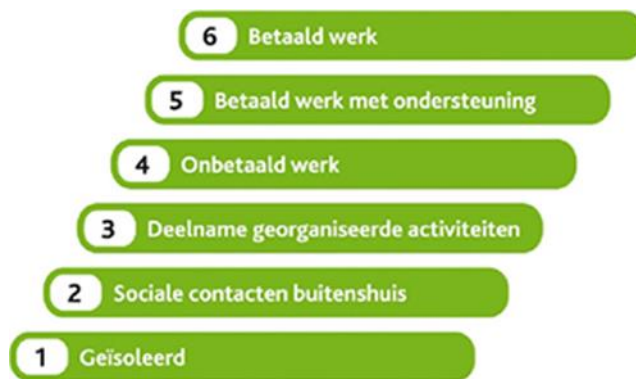 6 Betaald werk
5 Betaald werk met ondersteuning
4 Onbetaald werk
3 Deelname georganiseerde activiteiten
2 Sociale contacten buitenshuis
1 Geïsoleerd